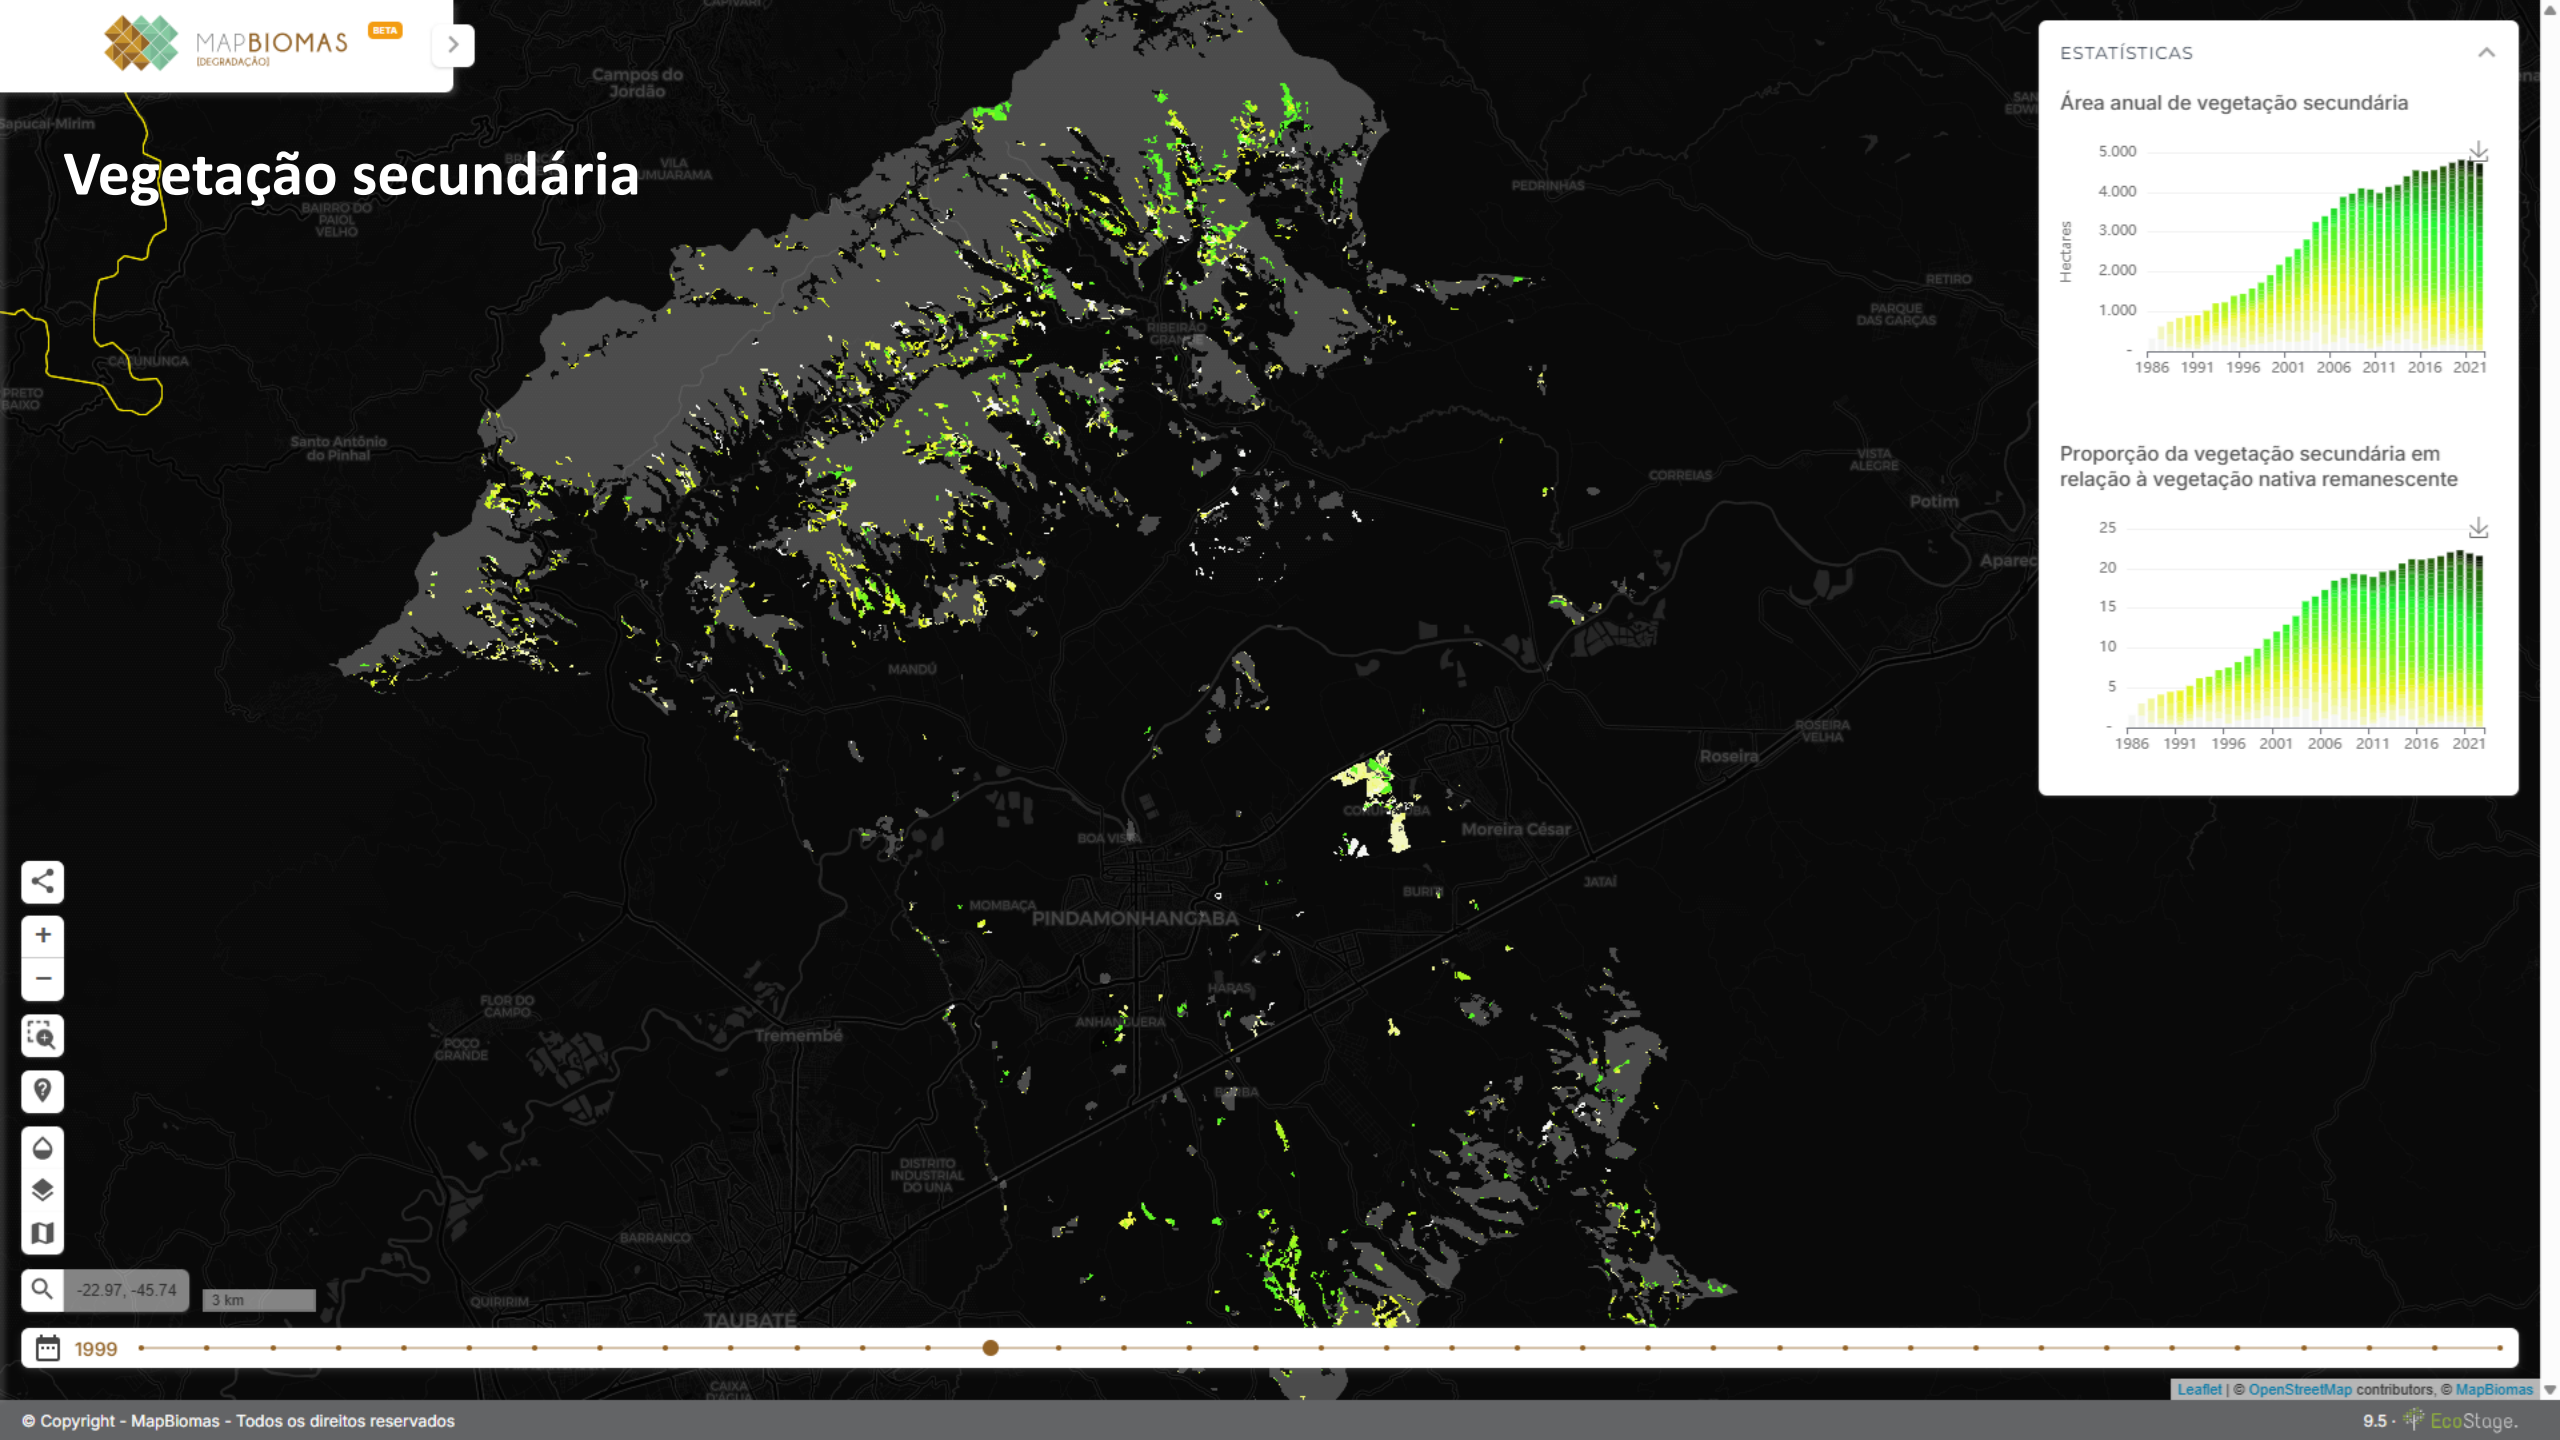 MAPBIOMAS
[DEGRADAÇÃO]
BETA
Vegetação secundária
Campos do
Jordão
Sapucaí-Mirim
VILA
BAIRRO DO
PAIOL
VELHO
PEDRINHAS
RETIRO
PARQUE
DAS GARÇAS
RIBEIRÃO
Santo Antônio
do Pinhal
PRETO
BAIXO
VISTA
ALEGRE
CORREIAS
Potim
Aparec
MANDÚ
ROSEIRA
VELHA
Roseira
Moreira César
BOA VISTA
JATAÍ
BURITI
MOMBAÇA
PINDAMONHANGABA
HARAS
ANHANGUERA
FLOR DO
CAMPO
POÇO
GRANDE
Tremembé
DISTRITO
INDUSTRIAL
DO UNA
BARRANCO
QUIRIRIM
TAUBATÉ
CAIXA
D'ÁGUA
ESTATÍSTICAS
Área anual de vegetação secundária
5.000
4.000
3.000
2.000
1.000
-
Hectares
1986 1991 1996 2001 2006 2011 2016 2021
Proporção da vegetação secundária em
relação à vegetação nativa remanescente
25
20
15
10
5
-
1986 1991 1996 2001 2006 2011 2016 2021
-22.97, -45.74
3 km
1999
Leaflet | © OpenStreetMap contributors, © MapBiomas
© Copyright - MapBiomas - Todos os direitos reservados
9.5 · EcoStage.